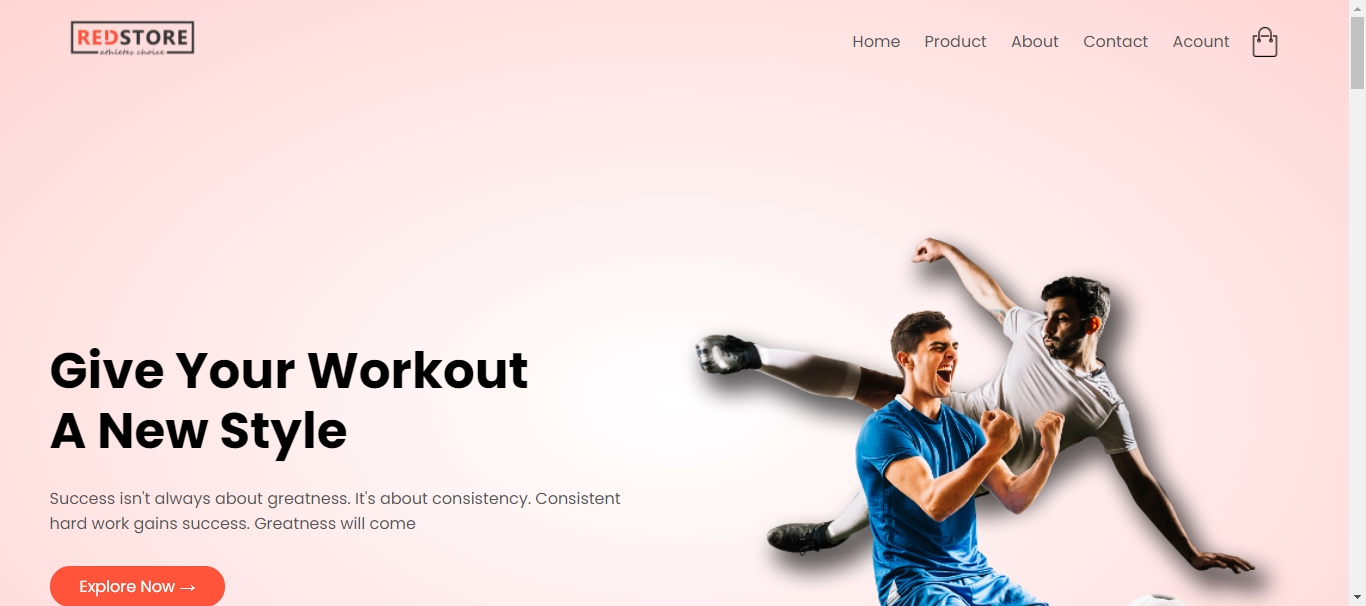 REDSTORE
athletes choice
Home Product About Contact Acount
Give Your Workout
A New Style
Success isn't always about greatness. It's about consistency. Consistent
hard work gains success. Greatness will come
Explore Now →